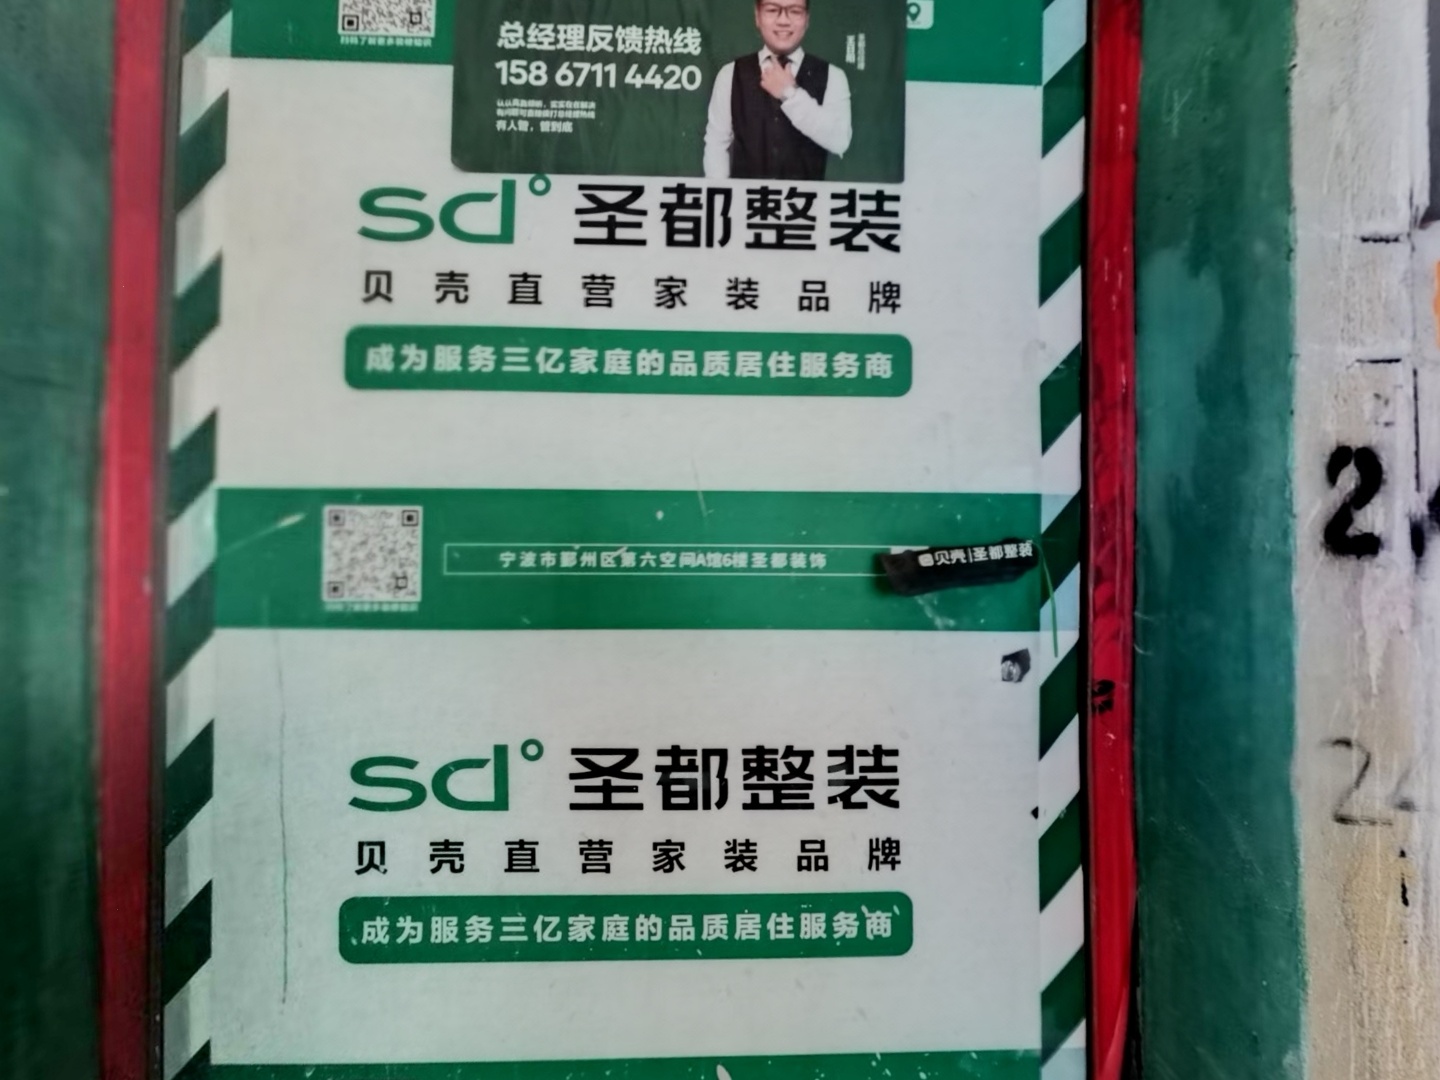 总经理反馈热线
158 6711 4420
有人管，管到底
sd 圣都整装
贝壳直营家装品牌
成为服务三亿家庭的品质居住服务商
宁波市鄞州区第六空间A馆6楼圣都装饰
贝壳|圣都整装
sd 圣都整装
贝壳直营家装品牌
成为服务三亿家庭的品质居住服务商
2
24